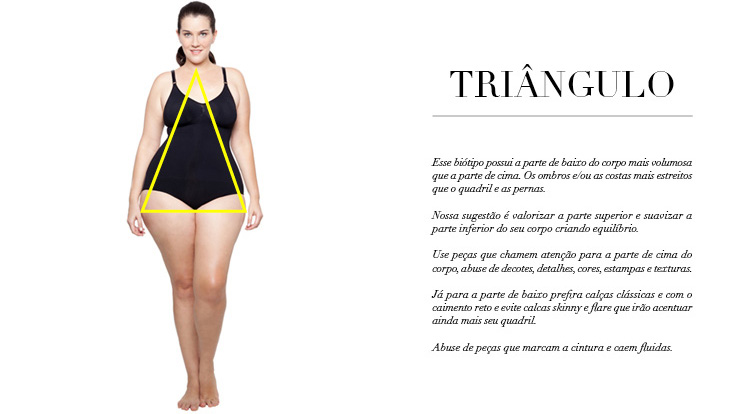 TRIÂNGULO
Esse biótipo possui a parte de baixo do corpo mais volumosa
que a parte de cima. Os ombros e/ou as costas mais estreitos
que o quadril e as pernas.
Nossa sugestão é valorizar a parte superior e suavizar a
parte inferior do seu corpo criando equilíbrio.
Use peças que chamem atenção para a parte de cima do
corpo, abuse de decotes, detalhes, cores, estampas e texturas.
Já para a parte de baixo prefira calças clássicas e com o
caimento reto e evite calcas skinny e flare que irão acentuar
ainda mais seu quadril.
Abuse de peças que marcam a cintura e caem fluidas.